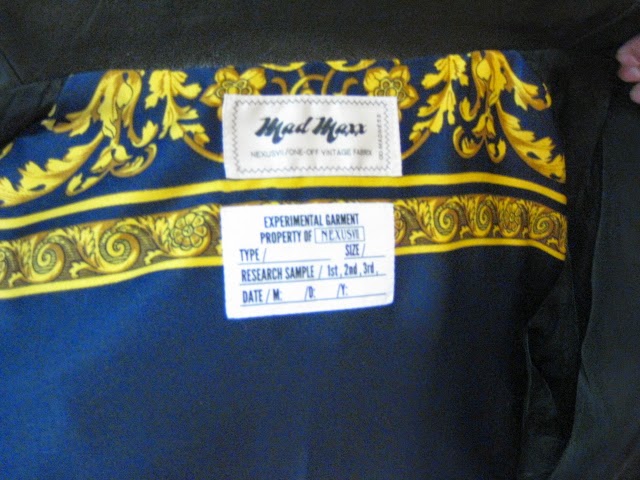 Mad Maxx
NEXUSVII./ONE-OFF VINTAGE FABRIX
EXPERIMENTAL GARMENT
PROPERTY OF NEXUSVII
TYPE / SIZE /
RESEARCH SAMPLE / 1st, 2nd, 3rd,
DATE / M: /D: /Y: